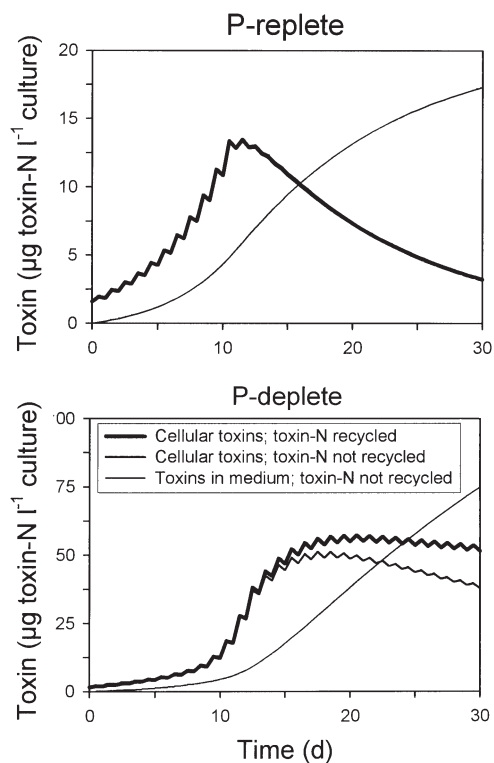 P-replete
Toxin (µg toxin-N l⁻¹ culture)
20
15
10
5
0
0 10 20 30
P-deplete
Toxin (µg toxin-N l⁻¹ culture)
00
75
50
25
0
Cellular toxins; toxin-N recycled
Cellular toxins; toxin-N not recycled
Toxins in medium; toxin-N not recycled
0 10 20 30
Time (d)